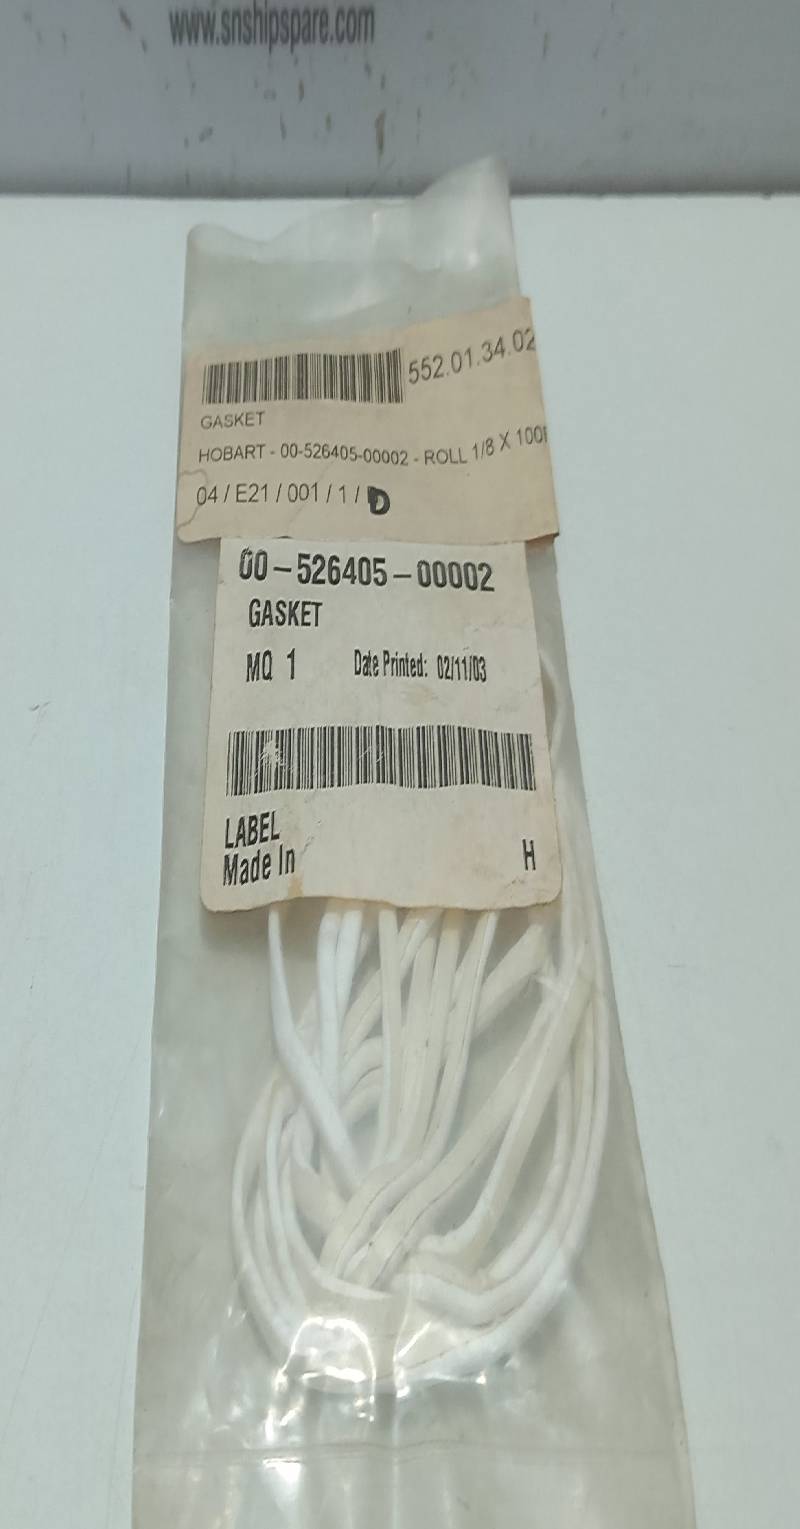 www.snshipspare.com
552.01.34.02
GASKET
HOBART - 00-526405-00002 - ROLL 1/8 X 100
04 / E21 / 001 / 1 / D
00-526405-00002
GASKET
MQ 1 Date Printed: 02/11/03
LABEL
Made In H